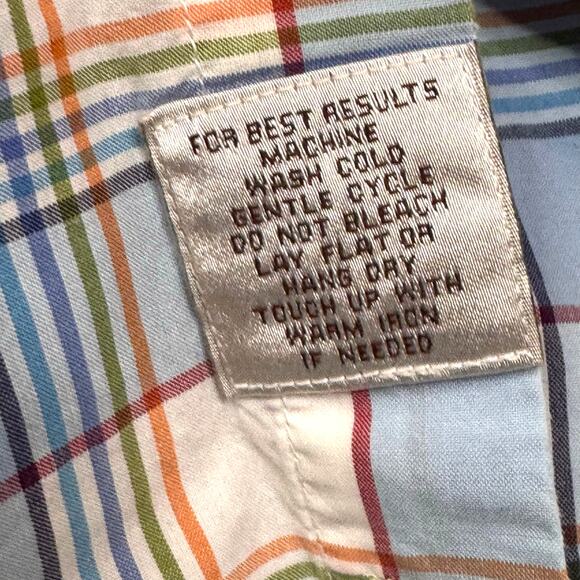 FOR BEST RESULTS
MACHINE
WASH COLD
GENTLE CYCLE
DO NOT BLEACH
LAY FLAT OR
HANG DRY
TOUCH UP WITH
WARM IRON
IF NEEDED